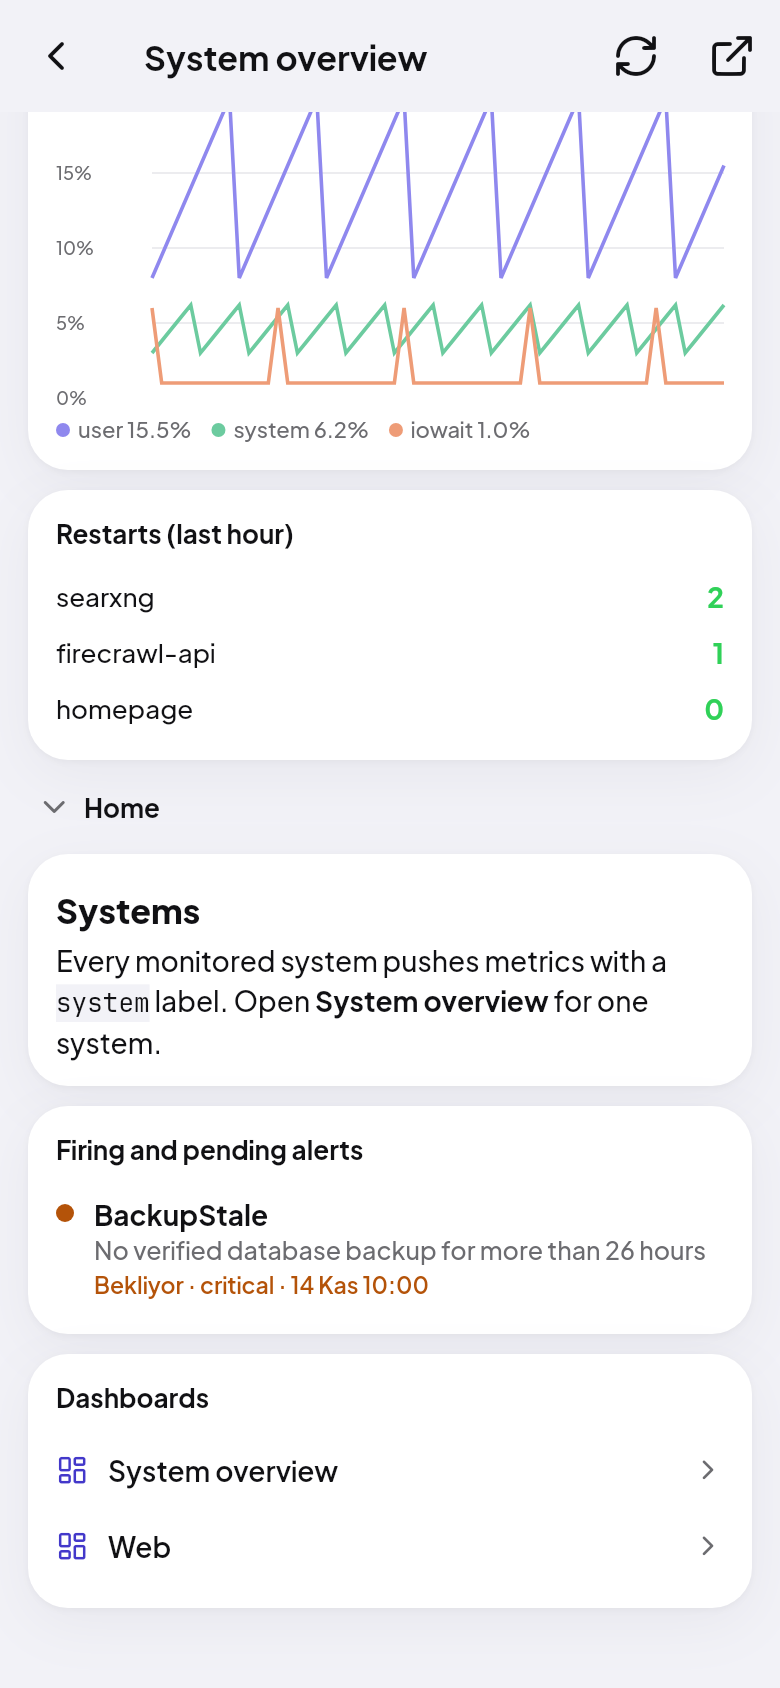 System overview
15%
10%
5%
0%
user 15.5% system 6.2% iowait 1.0%
Restarts (last hour)
searxng 2
firecrawl-api 1
homepage 0
Home
Systems
Every monitored system pushes metrics with a
system label. Open System overview for one
system.
Firing and pending alerts
BackupStale
No verified database backup for more than 26 hours
Bekliyor · critical · 14 Kas 10:00
Dashboards
System overview
Web